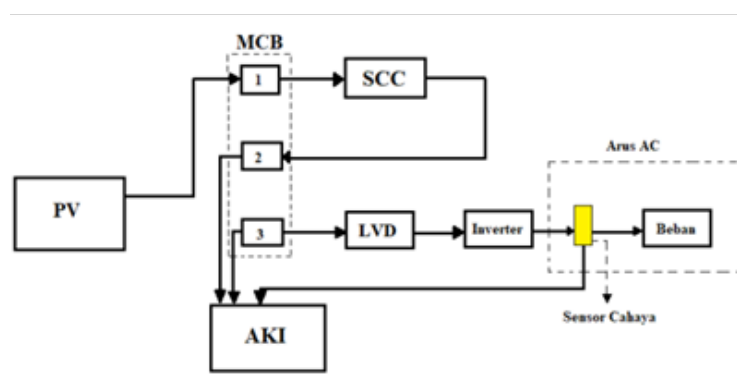 MCB
1
SCC
2
Arus AC
PV
3
LVD
Inverter
Beban
Sensor Cahaya
AKI